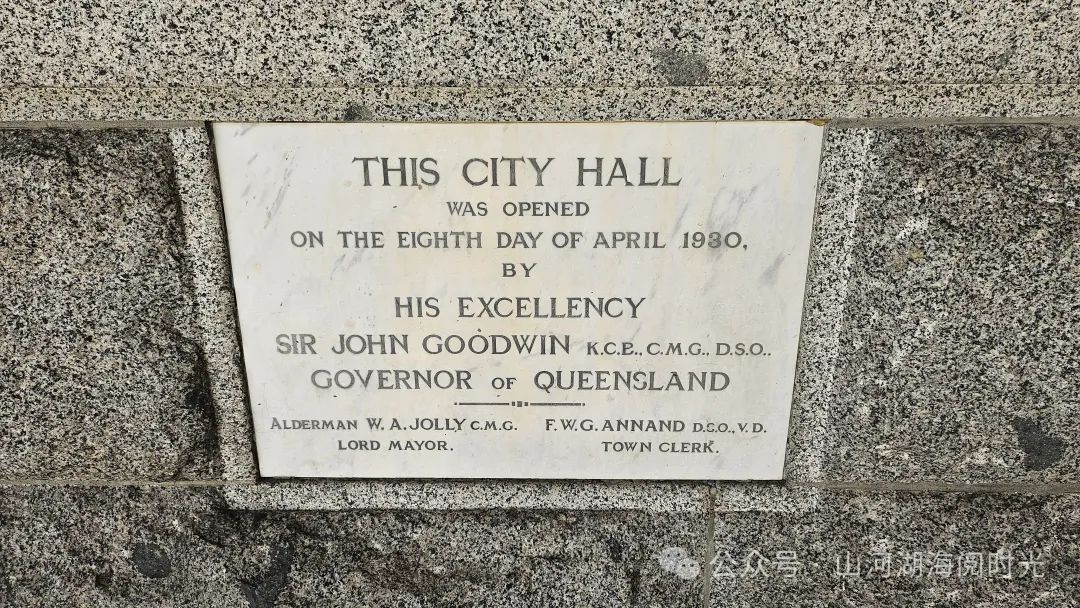 THIS CITY HALL
WAS OPENED
ON THE EIGHTH DAY OF APRIL 1930,
BY
HIS EXCELLENCY
SIR JOHN GOODWIN K.C.B., C.M.G., D.S.O.,
GOVERNOR OF QUEENSLAND
ALDERMAN W. A. JOLLY C.M.G. F. W. G. ANNAND D.S.O., V. D.
LORD MAYOR. TOWN CLERK.
公众号 · 山河湖海阅时光